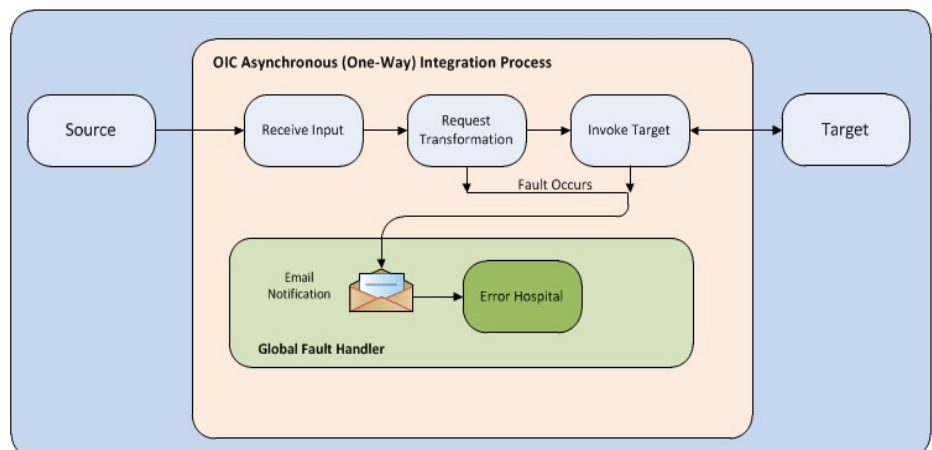 OIC Asynchronous (One-Way) Integration Process
Source
Receive Input
Request
Transformation
Invoke Target
Target
Fault Occurs
Email
Notification
Error Hospital
Global Fault Handler